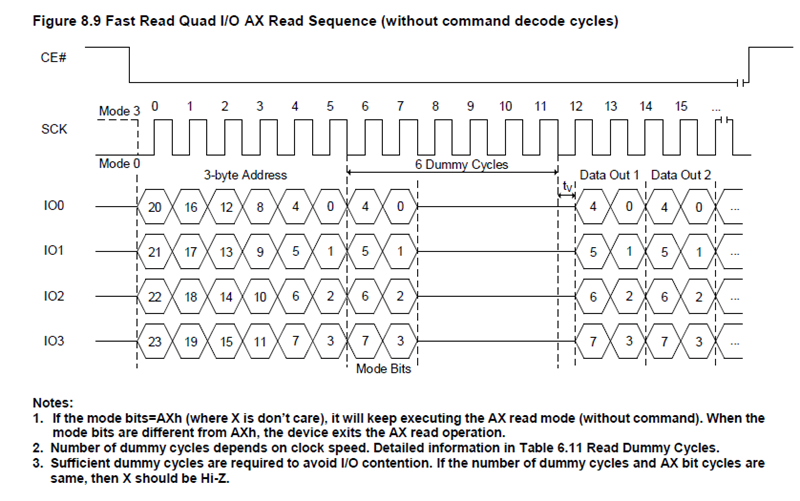 Figure 8.9 Fast Read Quad I/O AX Read Sequence (without command decode cycles)
CE#
Mode 3 0 1 2 3 4 5 6 7 8 9 10 11 12 13 14 15 ...
SCK
Mode 0
3-byte Address 6 Dummy Cycles tV Data Out 1 Data Out 2
IO0 20 16 12 8 4 0 4 0 4 0 4 0 ...
IO1 21 17 13 9 5 1 5 1 5 1 5 1 ...
IO2 22 18 14 10 6 2 6 2 6 2 6 2 ...
IO3 23 19 15 11 7 3 7 3 7 3 7 3 ...
Mode Bits
Notes:
1. If the mode bits=AXh (where X is don't care), it will keep executing the AX read mode (without command). When the
mode bits are different from AXh, the device exits the AX read operation.
2. Number of dummy cycles depends on clock speed. Detailed information in Table 6.11 Read Dummy Cycles.
3. Sufficient dummy cycles are required to avoid I/O contention. If the number of dummy cycles and AX bit cycles are
same, then X should be Hi-Z.